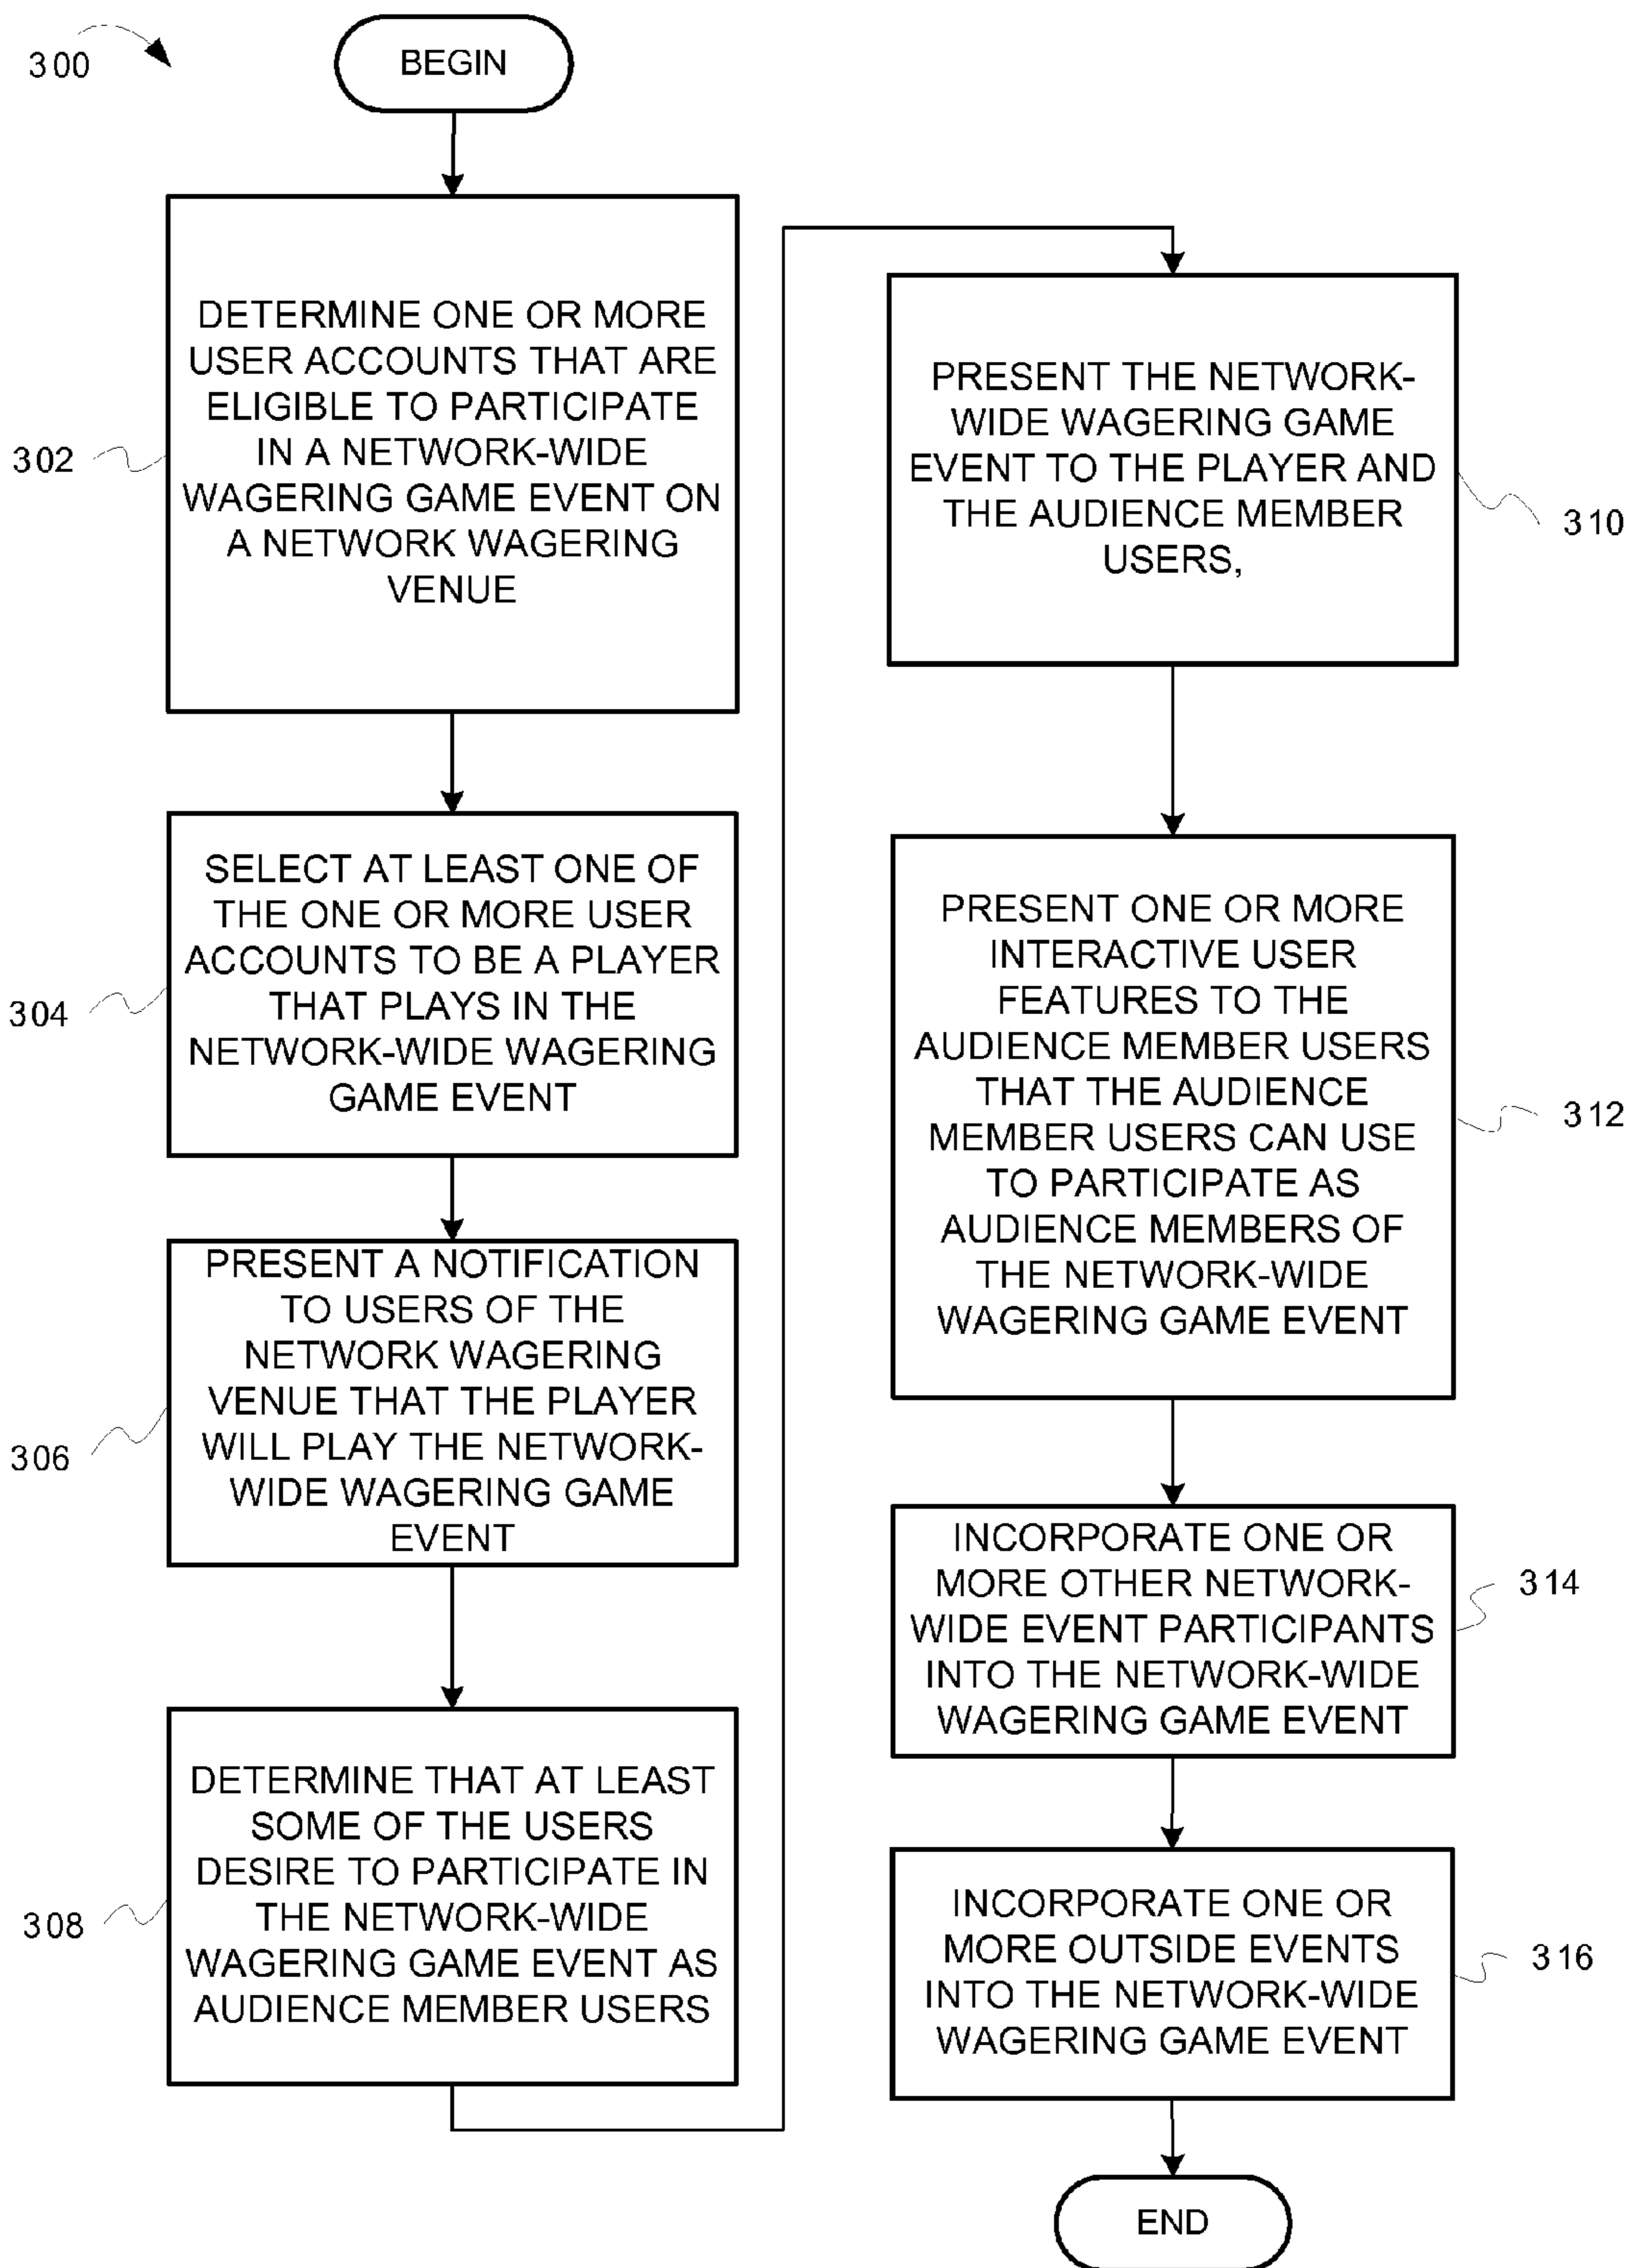 300
BEGIN
302
DETERMINE ONE OR MORE
USER ACCOUNTS THAT ARE
ELIGIBLE TO PARTICIPATE
IN A NETWORK-WIDE
WAGERING GAME EVENT ON
A NETWORK WAGERING
VENUE
304
SELECT AT LEAST ONE OF
THE ONE OR MORE USER
ACCOUNTS TO BE A PLAYER
THAT PLAYS IN THE
NETWORK-WIDE WAGERING
GAME EVENT
306
PRESENT A NOTIFICATION
TO USERS OF THE
NETWORK WAGERING
VENUE THAT THE PLAYER
WILL PLAY THE NETWORK-
WIDE WAGERING GAME
EVENT
308
DETERMINE THAT AT LEAST
SOME OF THE USERS
DESIRE TO PARTICIPATE IN
THE NETWORK-WIDE
WAGERING GAME EVENT AS
AUDIENCE MEMBER USERS
PRESENT THE NETWORK-
WIDE WAGERING GAME
EVENT TO THE PLAYER AND
THE AUDIENCE MEMBER
USERS,
310
PRESENT ONE OR MORE
INTERACTIVE USER
FEATURES TO THE
AUDIENCE MEMBER USERS
THAT THE AUDIENCE
MEMBER USERS CAN USE
TO PARTICIPATE AS
AUDIENCE MEMBERS OF
THE NETWORK-WIDE
WAGERING GAME EVENT
312
INCORPORATE ONE OR
MORE OTHER NETWORK-
WIDE EVENT PARTICIPANTS
INTO THE NETWORK-WIDE
WAGERING GAME EVENT
314
INCORPORATE ONE OR
MORE OUTSIDE EVENTS
INTO THE NETWORK-WIDE
WAGERING GAME EVENT
316
END